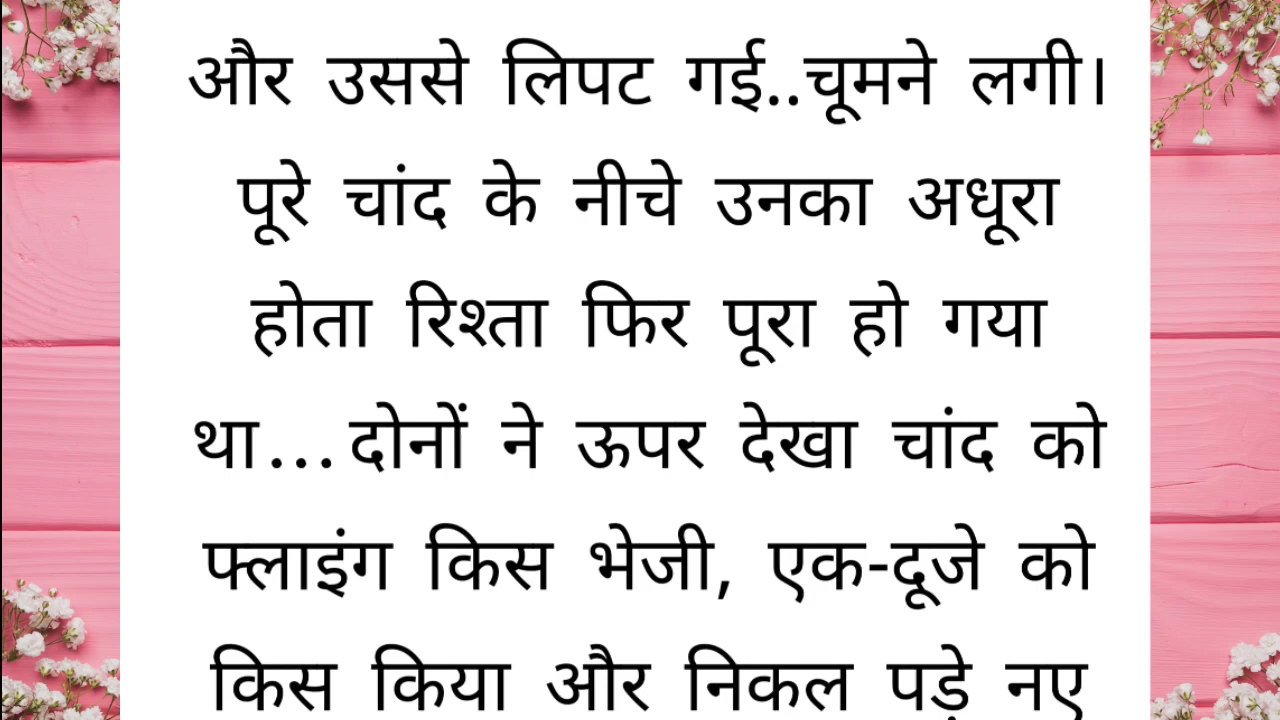 और उससे लिपट गई..चूमने लगी।
पूरे चांद के नीचे उनका अधूरा
होता रिश्ता फिर पूरा हो गया
था...दोनों ने ऊपर देखा चांद को
फ्लाइंग किस भेजी, एक-दूजे को
किस किया और निकल पड़े नए